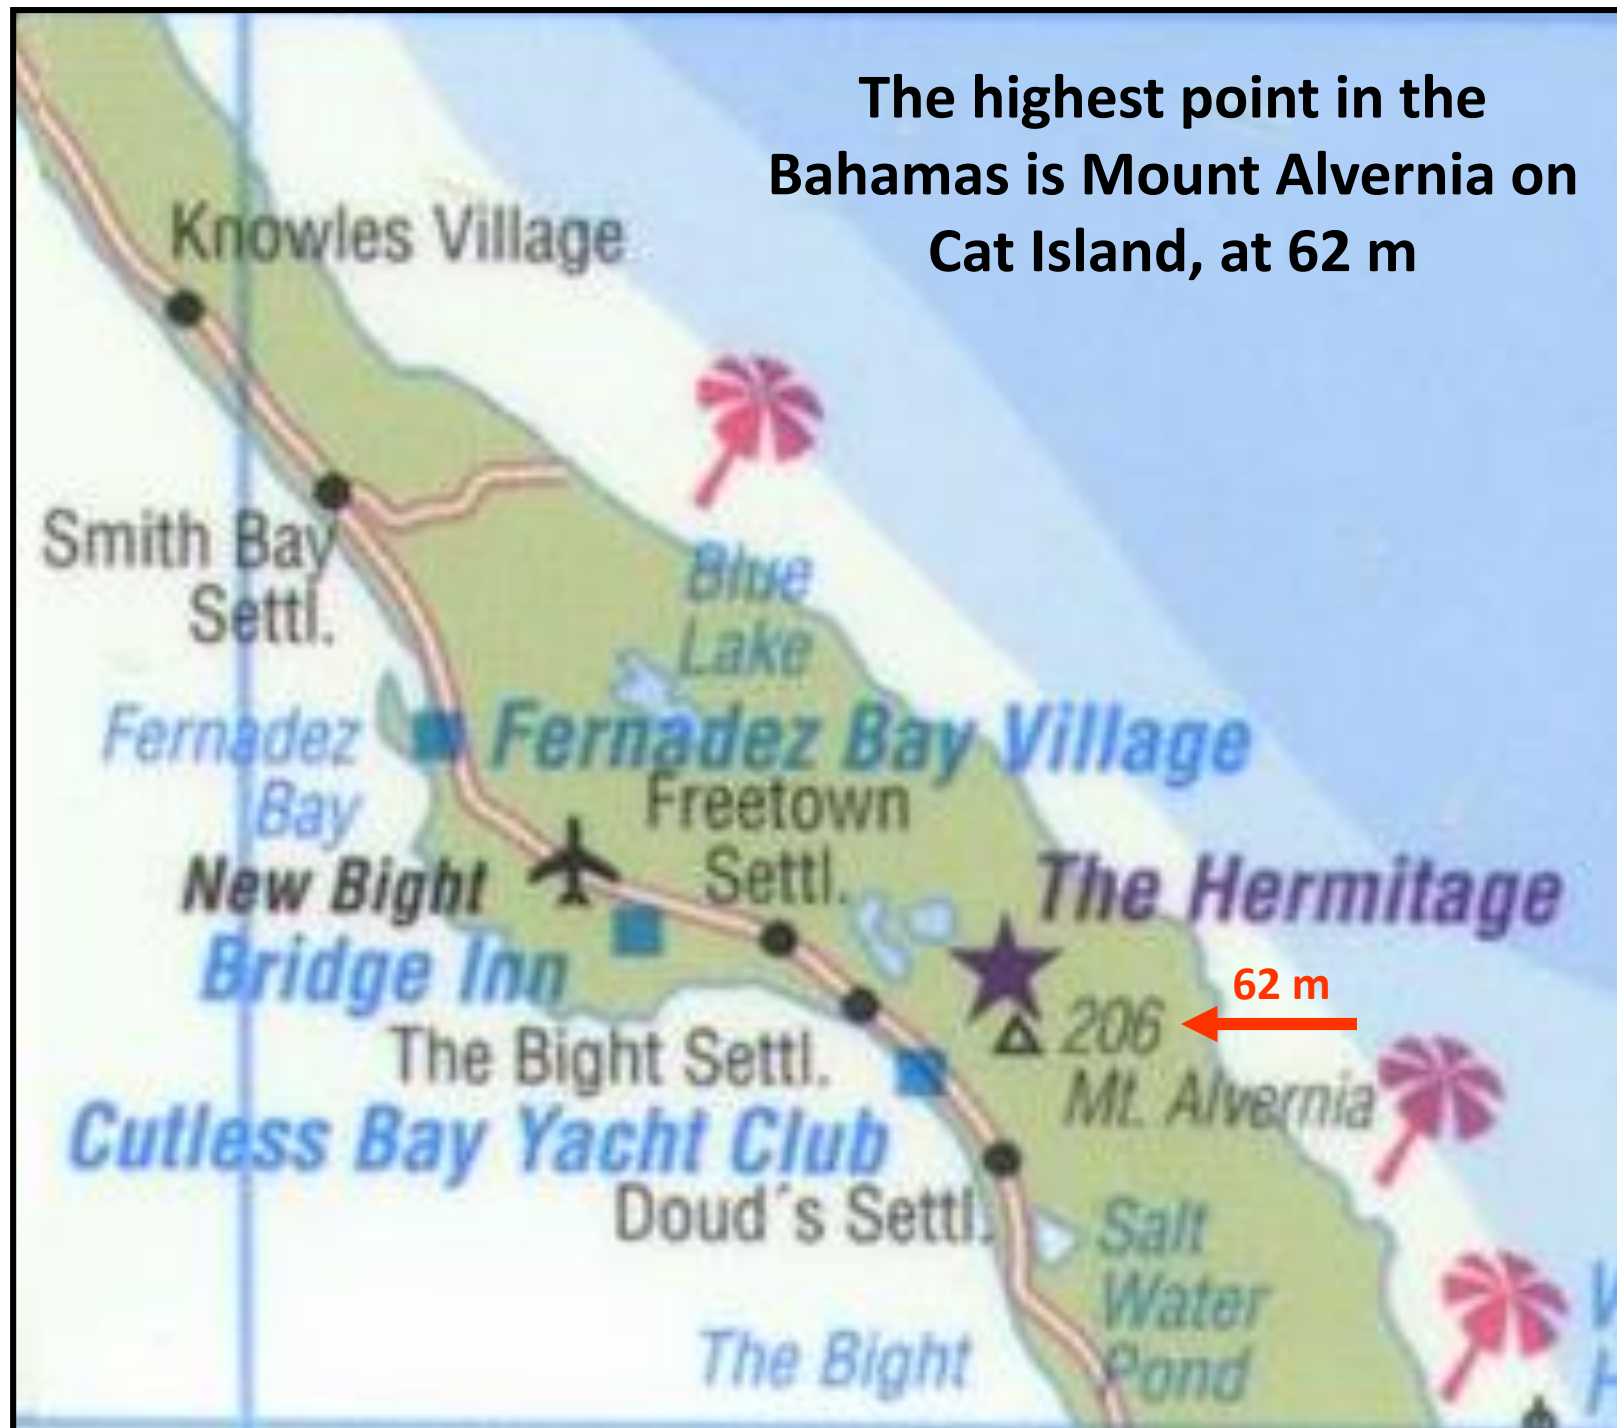 The highest point in the
Bahamas is Mount Alvernia on
Cat Island, at 62 m
Knowles Village
Smith Bay
Settl.
Blue
Lake
Fernadez
Bay
Fernadez Bay Village
Freetown
Settl.
New Bight
Bridge Inn
The Hermitage
62 m
206
Mt. Alvernia
The Bight Settl.
Cutless Bay Yacht Club
Doud´s Settl.
Salt
Water
Pond
The Bight